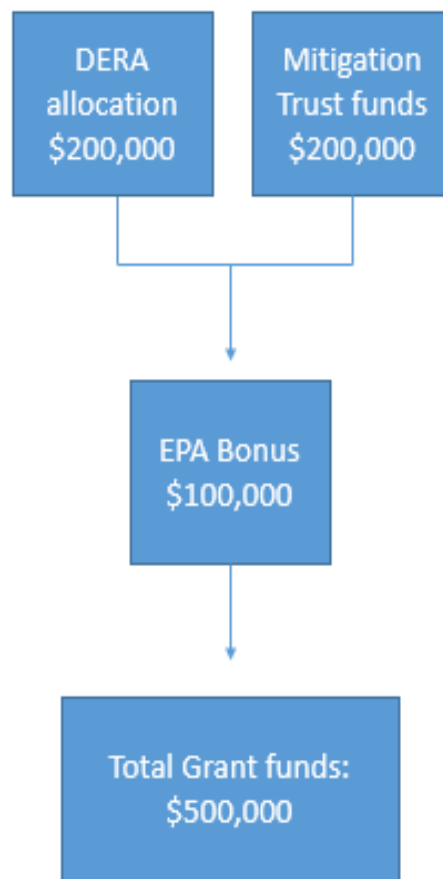 DERA
allocation
$200,000
Mitigation
Trust funds
$200,000
EPA Bonus
$100,000
Total Grant funds:
$500,000